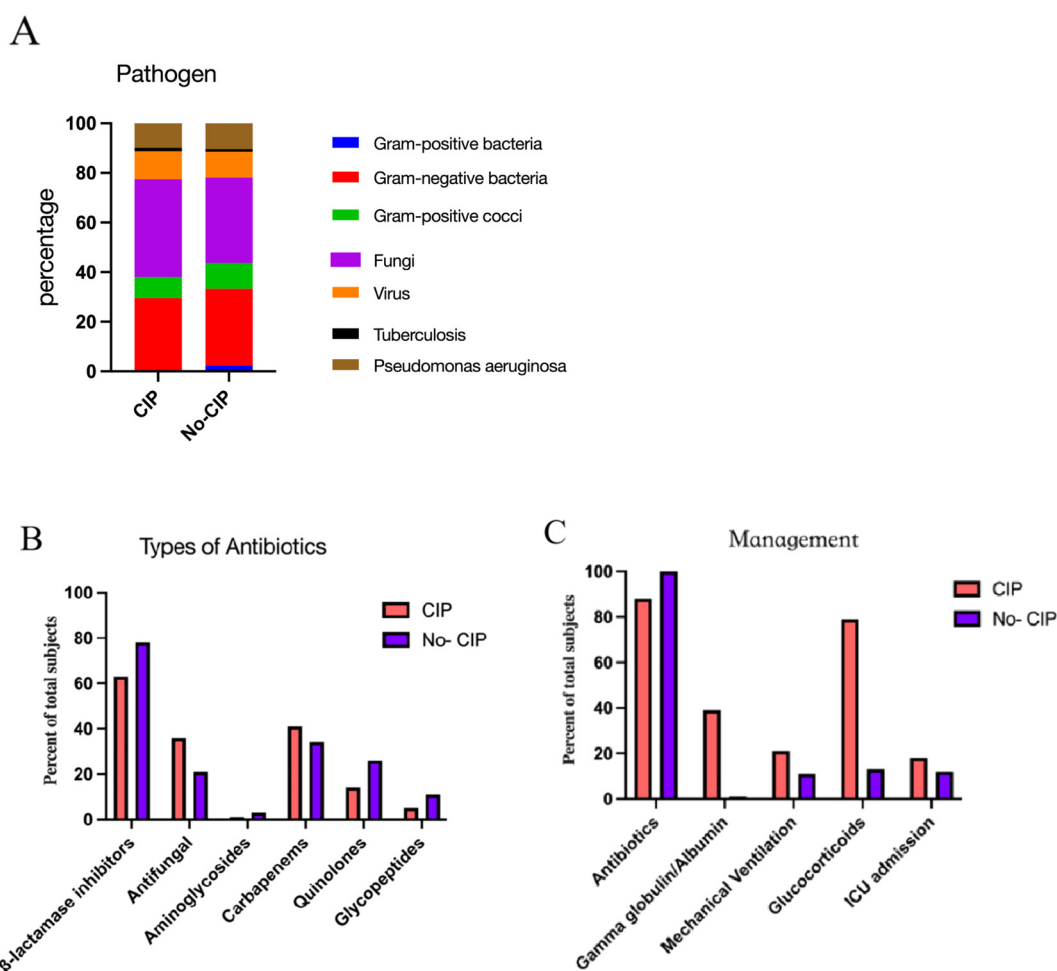 A
Pathogen
percentage
100
80
60
40
20
0
CIP
No-CIP
Gram-positive bacteria
Gram-negative bacteria
Gram-positive cocci
Fungi
Virus
Tuberculosis
Pseudomonas aeruginosa
B
Types of Antibiotics
Percent of total subjects
100
80
60
40
20
0
CIP
No- CIP
ß-lactamase inhibitors
Antifungal
Aminoglycosides
Carbapenems
Quinolones
Glycopeptides
C
Management
Percent of total subjects
100
80
60
40
20
0
CIP
No- CIP
Antibiotics
Gamma globulin/Albumin
Mechanical Ventilation
Glucocorticoids
ICU admission